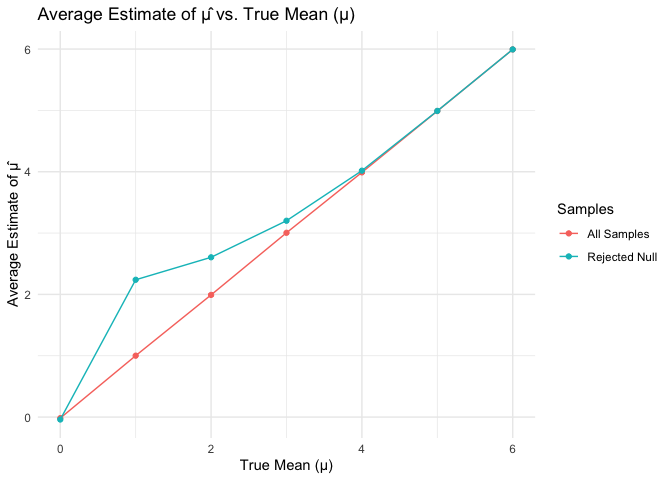 Average Estimate of μ̂ vs. True Mean (μ)
Average Estimate of μ̂
6
4
2
0
0
2
4
6
True Mean (μ)
Samples
All Samples
Rejected Null